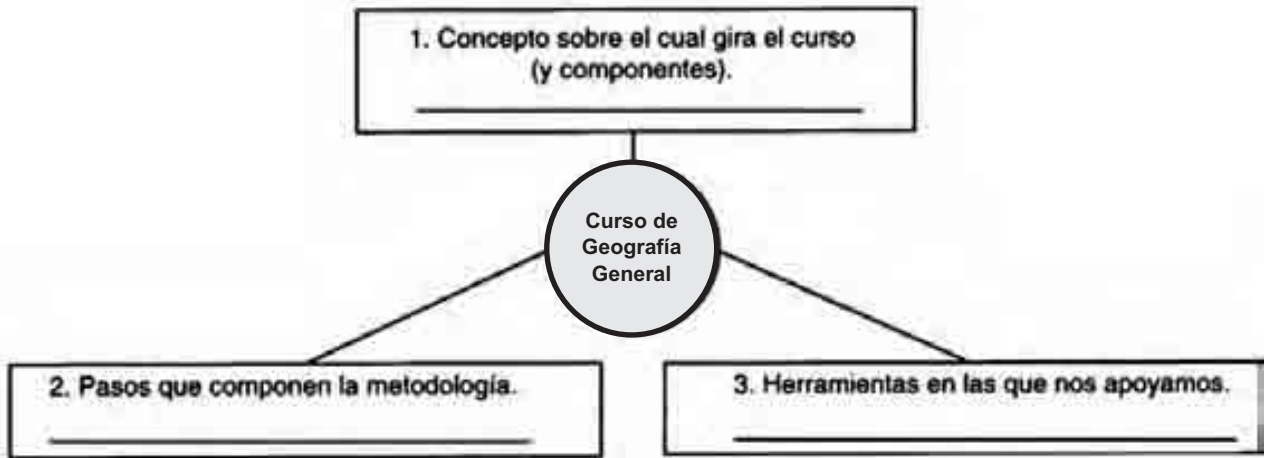 1. Concepto sobre el cual gira el curso
(y componentes).
Curso de
Geografía
General
2. Pasos que componen la metodología.
3. Herramientas en las que nos apoyamos.